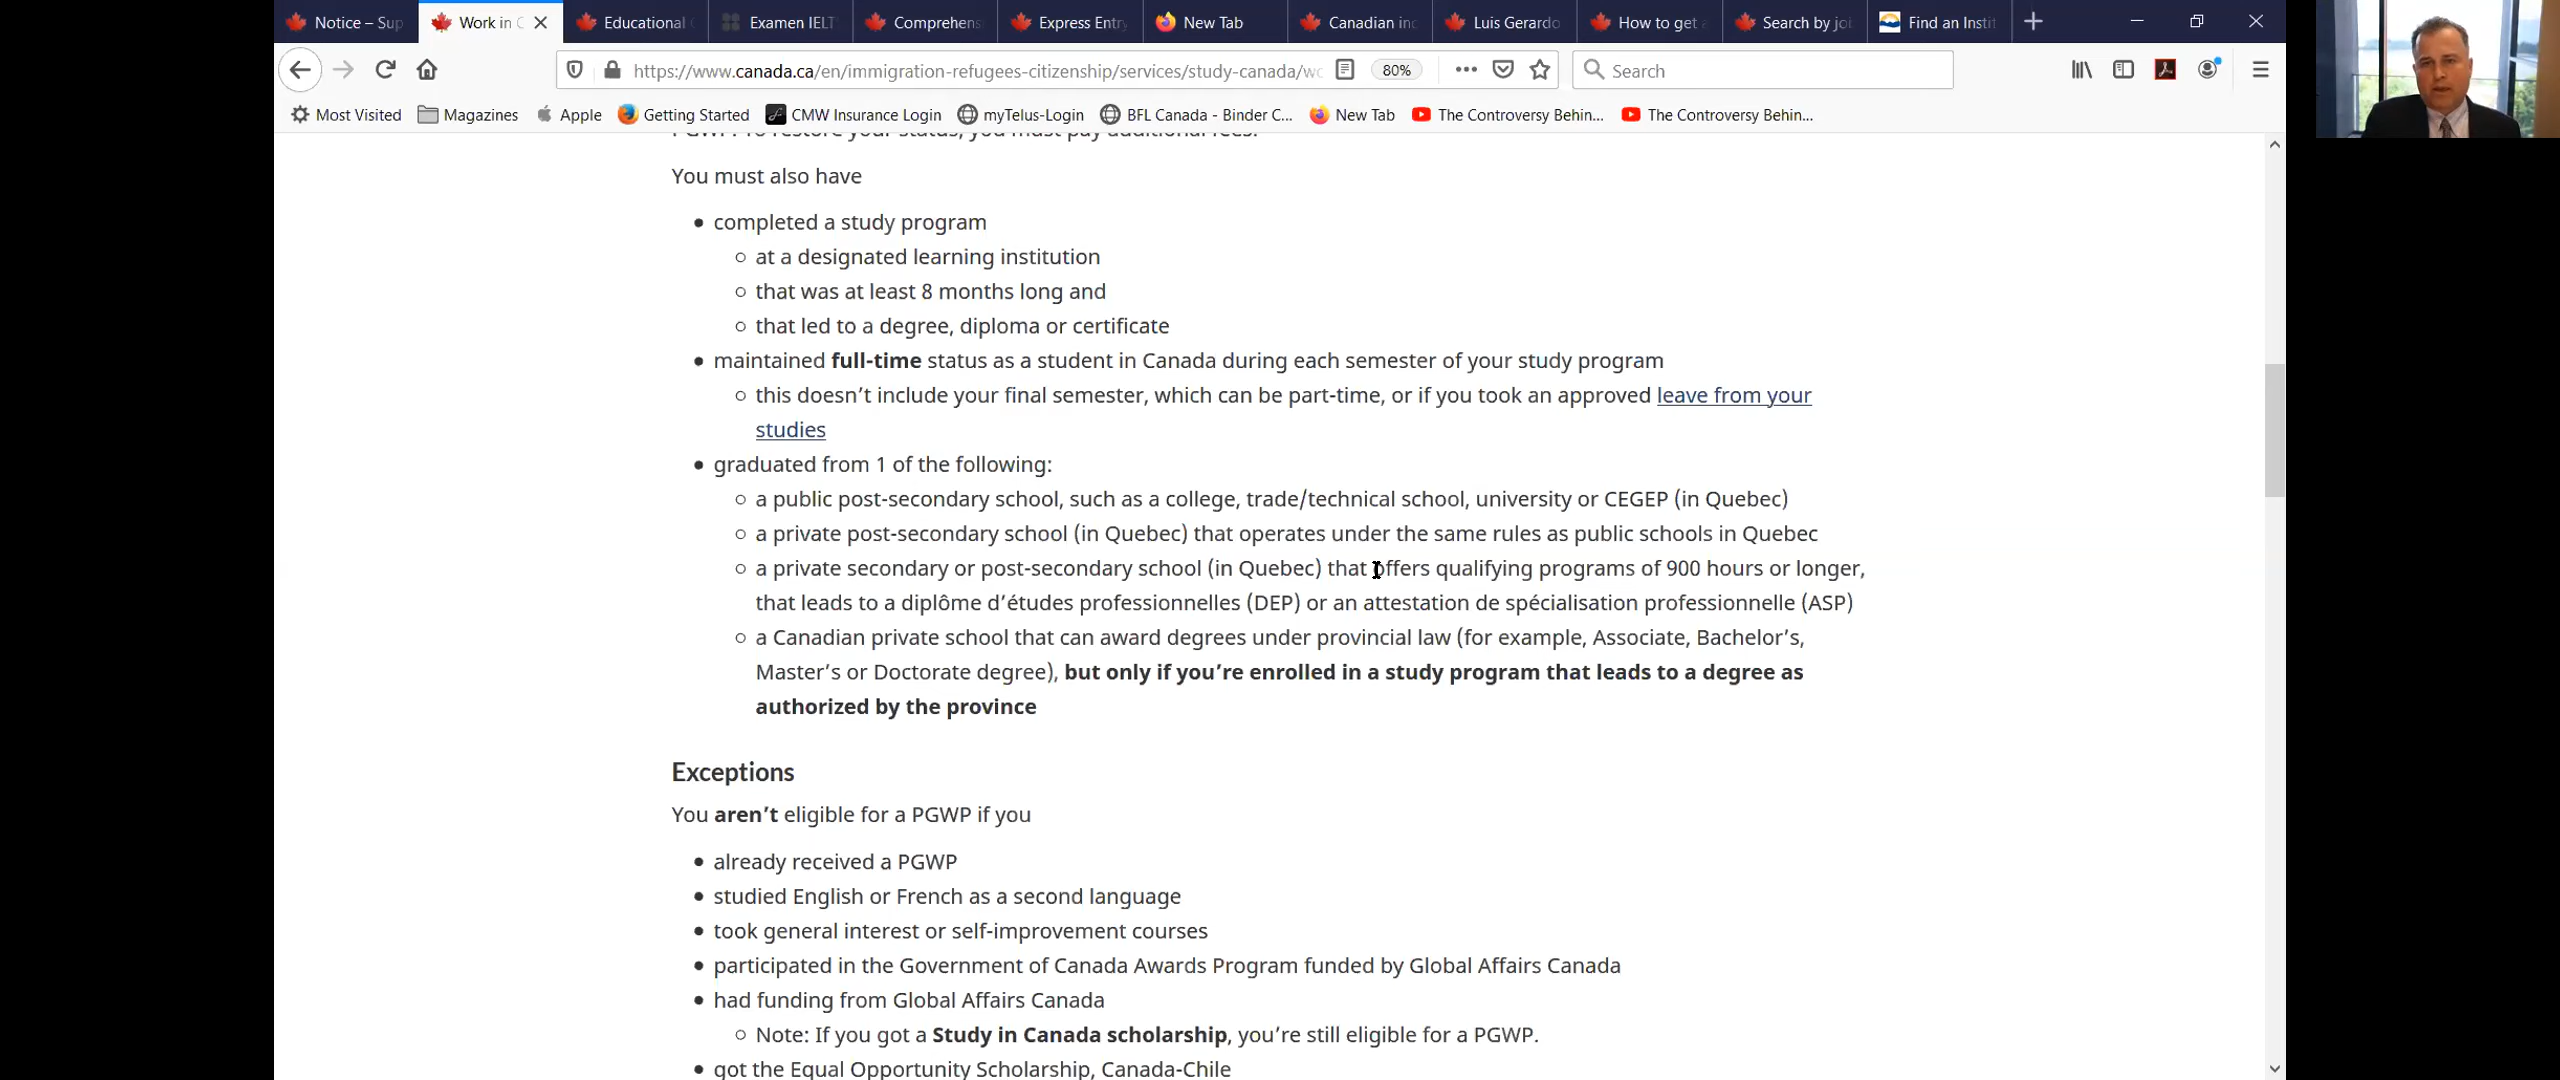 Notice – Sup
Work in C
Educational
Examen IELT
Comprehens
Express Entry
New Tab
Canadian inc
Luis Gerardo
How to get a
Search by jo
Find an Instit
https://www.canada.ca/en/immigration-refugees-citizenship/services/study-canada/wo
80%
Search
Most Visited
Magazines
Apple
Getting Started
CMW Insurance Login
myTelus-Login
BFL Canada - Binder C...
New Tab
The Controversy Behin...
The Controversy Behin...
PGWP. To restore your status, you must pay additional fees.
You must also have
• completed a study program
○ at a designated learning institution
○ that was at least 8 months long and
○ that led to a degree, diploma or certificate
• maintained full-time status as a student in Canada during each semester of your study program
○ this doesn’t include your final semester, which can be part-time, or if you took an approved leave from your
studies
• graduated from 1 of the following:
○ a public post-secondary school, such as a college, trade/technical school, university or CEGEP (in Quebec)
○ a private post-secondary school (in Quebec) that operates under the same rules as public schools in Quebec
○ a private secondary or post-secondary school (in Quebec) that offers qualifying programs of 900 hours or longer,
that leads to a diplôme d’études professionnelles (DEP) or an attestation de spécialisation professionnelle (ASP)
○ a Canadian private school that can award degrees under provincial law (for example, Associate, Bachelor’s,
Master’s or Doctorate degree), but only if you’re enrolled in a study program that leads to a degree as
authorized by the province
Exceptions
You aren’t eligible for a PGWP if you
• already received a PGWP
• studied English or French as a second language
• took general interest or self-improvement courses
• participated in the Government of Canada Awards Program funded by Global Affairs Canada
• had funding from Global Affairs Canada
○ Note: If you got a Study in Canada scholarship, you’re still eligible for a PGWP.
• got the Equal Opportunity Scholarship, Canada-Chile